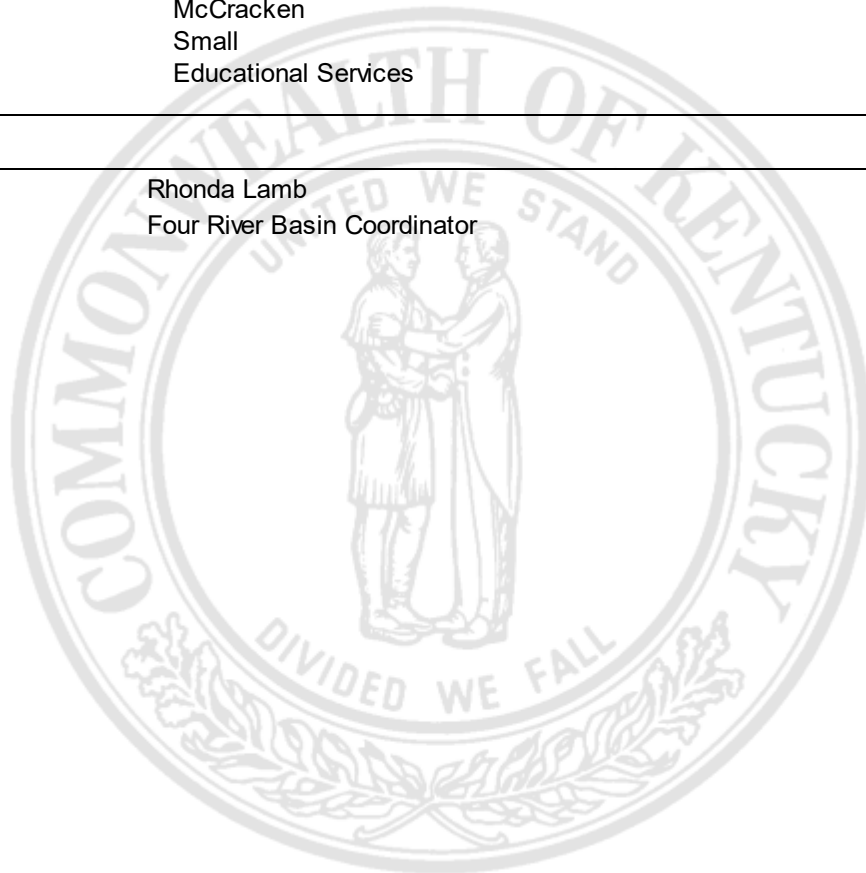 McCracken
Small
Educational Services
Rhonda Lamb
Four River Basin Coordinator
COMMONWEALTH OF KENTUCKY
UNITED WE STAND
DIVIDED WE FALL